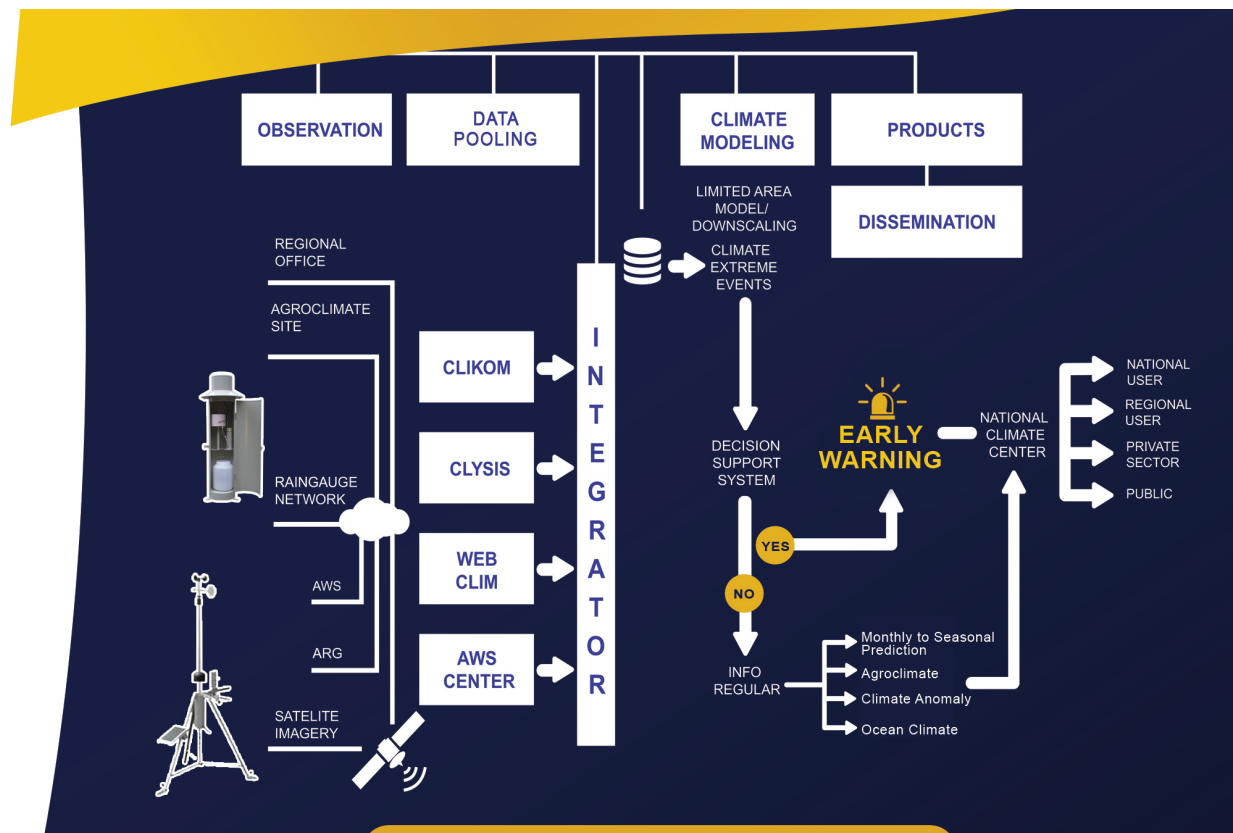 OBSERVATION
DATA
POOLING
CLIMATE
MODELING
PRODUCTS
DISSEMINATION
REGIONAL
OFFICE
AGROCLIMATE
SITE
RAINGAUGE
NETWORK
AWS
ARG
SATELITE
IMAGERY
CLIKOM
CLYSIS
WEB
CLIM
AWS
CENTER
INTEGRATOR
LIMITED AREA
MODEL/
DOWNSCALING
CLIMATE
EXTREME
EVENTS
DECISION
SUPPORT
SYSTEM
YES
NO
INFO
REGULAR
Monthly to Seasonal
Prediction
Agroclimate
Climate Anomaly
Ocean Climate
EARLY
WARNING
NATIONAL
CLIMATE
CENTER
NATIONAL
USER
REGIONAL
USER
PRIVATE
SECTOR
PUBLIC